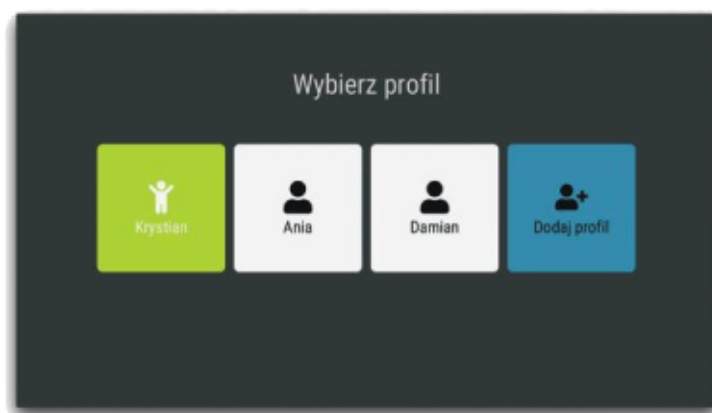 Wybierz profil
Krystian
Ania
Damian
Dodaj profil